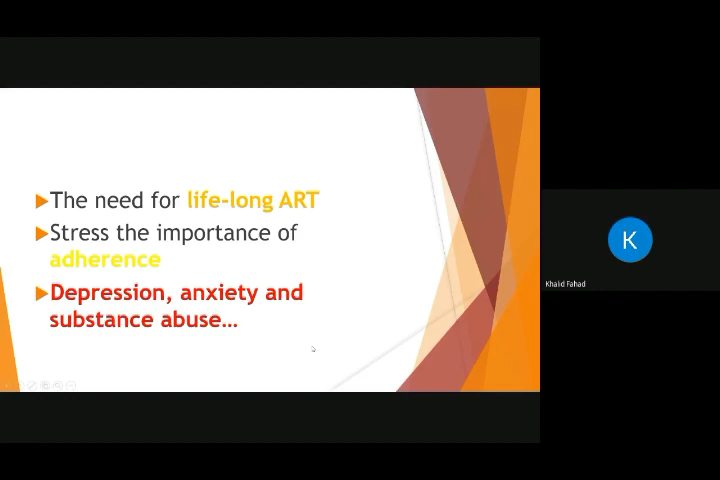 The need for life-long ART
Stress the importance of
adherence
Depression, anxiety and
substance abuse...
K
Khalid Fahad